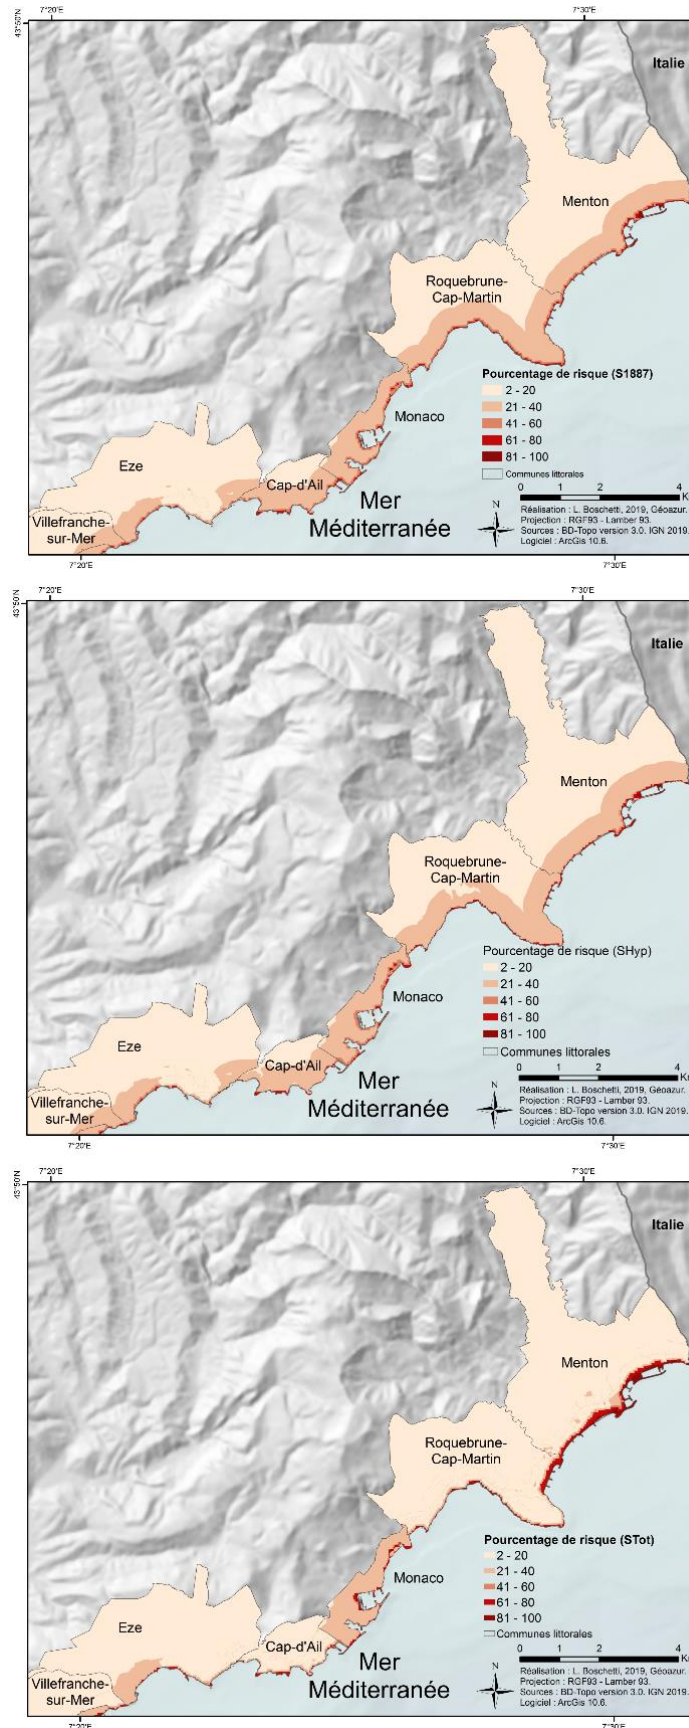 7°20'E
7°30'E
43°50'N
Italie
Menton
Roquebrune-
Cap-Martin
Pourcentage de risque (S1887)
2 - 20
21 - 40
41 - 60
61 - 80
81 - 100
Communes littorales
Monaco
Eze
Cap-d'Ail
Villefranche-
sur-Mer
Mer
Méditerranée
0 2 4
N
Réalisation : L. Boschetti, 2019, Géoazur.
Projection : RGF93 - Lamber 93.
Sources : BD-Topo version 3.0. IGN 2019.
Logiciel : ArcGis 10.6.
7°20'E
7°30'E
7°20'E
7°30'E
43°50'N
Italie
Menton
Roquebrune-
Cap-Martin
Pourcentage de risque (SHyp)
2 - 20
21 - 40
41 - 60
61 - 80
81 - 100
Communes littorales
Monaco
Eze
Cap-d'Ail
Villefranche-
sur-Mer
Mer
Méditerranée
0 2 4
N
Réalisation : L. Boschetti, 2019, Géoazur.
Projection : RGF93 - Lamber 93.
Sources : BD-Topo version 3.0. IGN 2019.
Logiciel : ArcGis 10.6.
7°20'E
7°30'E
7°20'E
7°30'E
43°50'N
Italie
Menton
Roquebrune-
Cap-Martin
Pourcentage de risque (STot)
2 - 20
21 - 40
41 - 60
61 - 80
81 - 100
Communes littorales
Monaco
Eze
Cap-d'Ail
Villefranche-
sur-Mer
Mer
Méditerranée
0 2 4
N
Réalisation : L. Boschetti, 2019, Géoazur.
Projection : RGF93 - Lamber 93.
Sources : BD-Topo version 3.0. IGN 2019.
Logiciel : ArcGis 10.6.
7°20'E
7°30'E